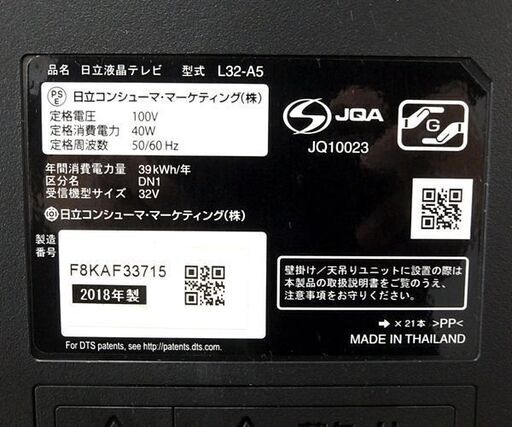 品名 日立液晶テレビ 型式 L32-A5
PS
E
日立コンシューマ・マーケティング(株)
定格電圧 100V
定格消費電力 40W
定格周波数 50/60 Hz
年間消費電力量 39kWh/年
区分名 DN1
受信機型サイズ 32V
日立コンシューマ・マーケティング(株)
製造
番号
F8KAF33715
2018年製
For DTS patents, see http://patents.dts.com.
JQA
JQ10023
G
壁掛け/天吊りユニットに設置の際は
本製品の取扱説明書をご覧のうえ、
注意事項をお守りください。
➔ ×21本 >PP<
MADE IN THAILAND